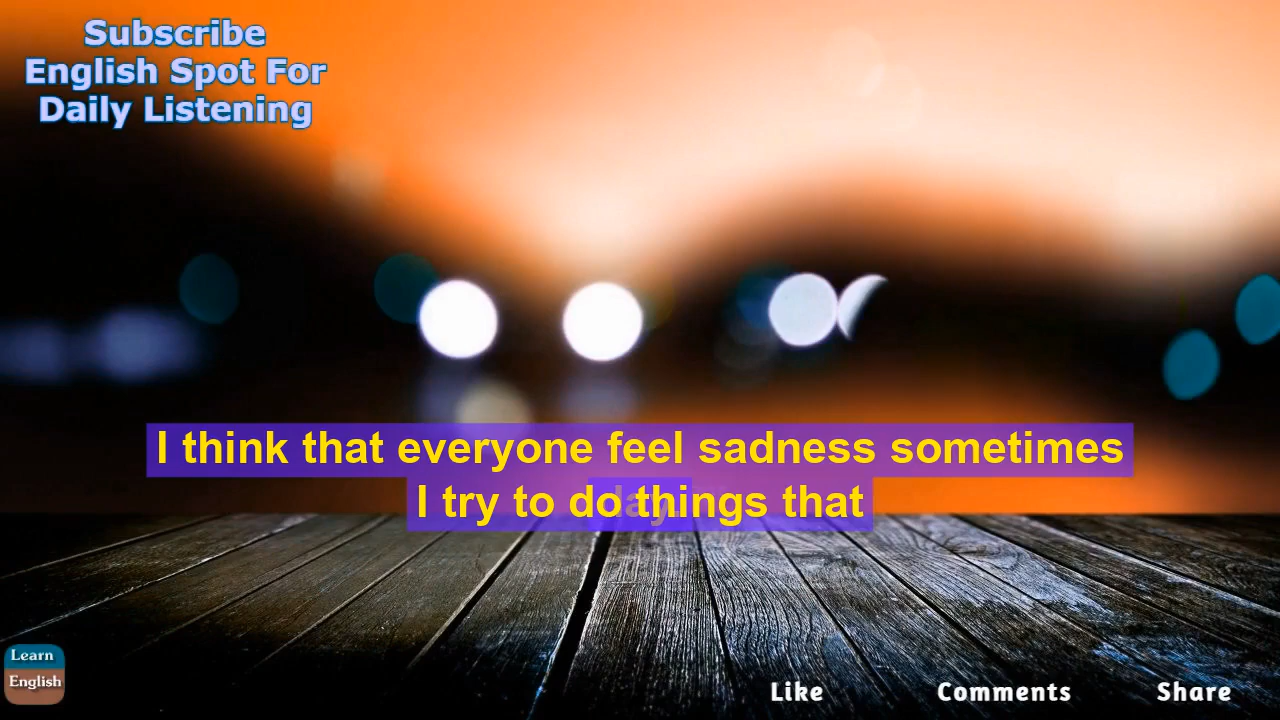 Subscribe
English Spot For
Daily Listening
I think that everyone feel sadness sometimes
I try to do things that
Learn
English
Like
Comments
Share